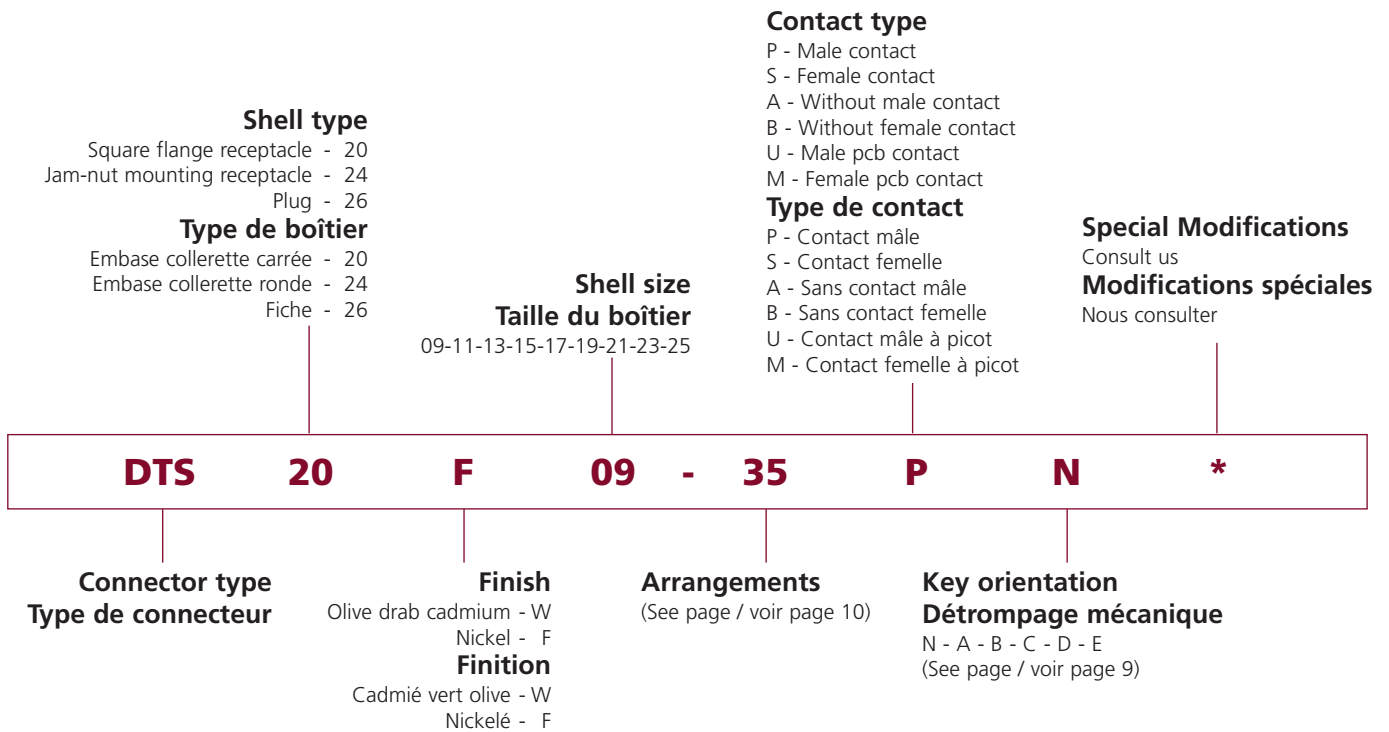 Contact type
P - Male contact
S - Female contact
A - Without male contact
B - Without female contact
U - Male pcb contact
M - Female pcb contact
Type de contact
P - Contact mâle
S - Contact femelle
A - Sans contact mâle
B - Sans contact femelle
U - Contact mâle à picot
M - Contact femelle à picot
Shell type
Square flange receptacle - 20
Jam-nut mounting receptacle - 24
Plug - 26
Type de boîtier
Embase collerette carrée - 20
Embase collerette ronde - 24
Fiche - 26
Shell size
Taille du boîtier
09-11-13-15-17-19-21-23-25
Special Modifications
Consult us
Modifications spéciales
Nous consulter
DTS 20 F 09 - 35 P N *
Connector type
Type de connecteur
Finish
Olive drab cadmium - W
Nickel - F
Finition
Cadmié vert olive - W
Nickelé - F
Arrangements
(See page / voir page 10)
Key orientation
Détrompage mécanique
N - A - B - C - D - E
(See page / voir page 9)